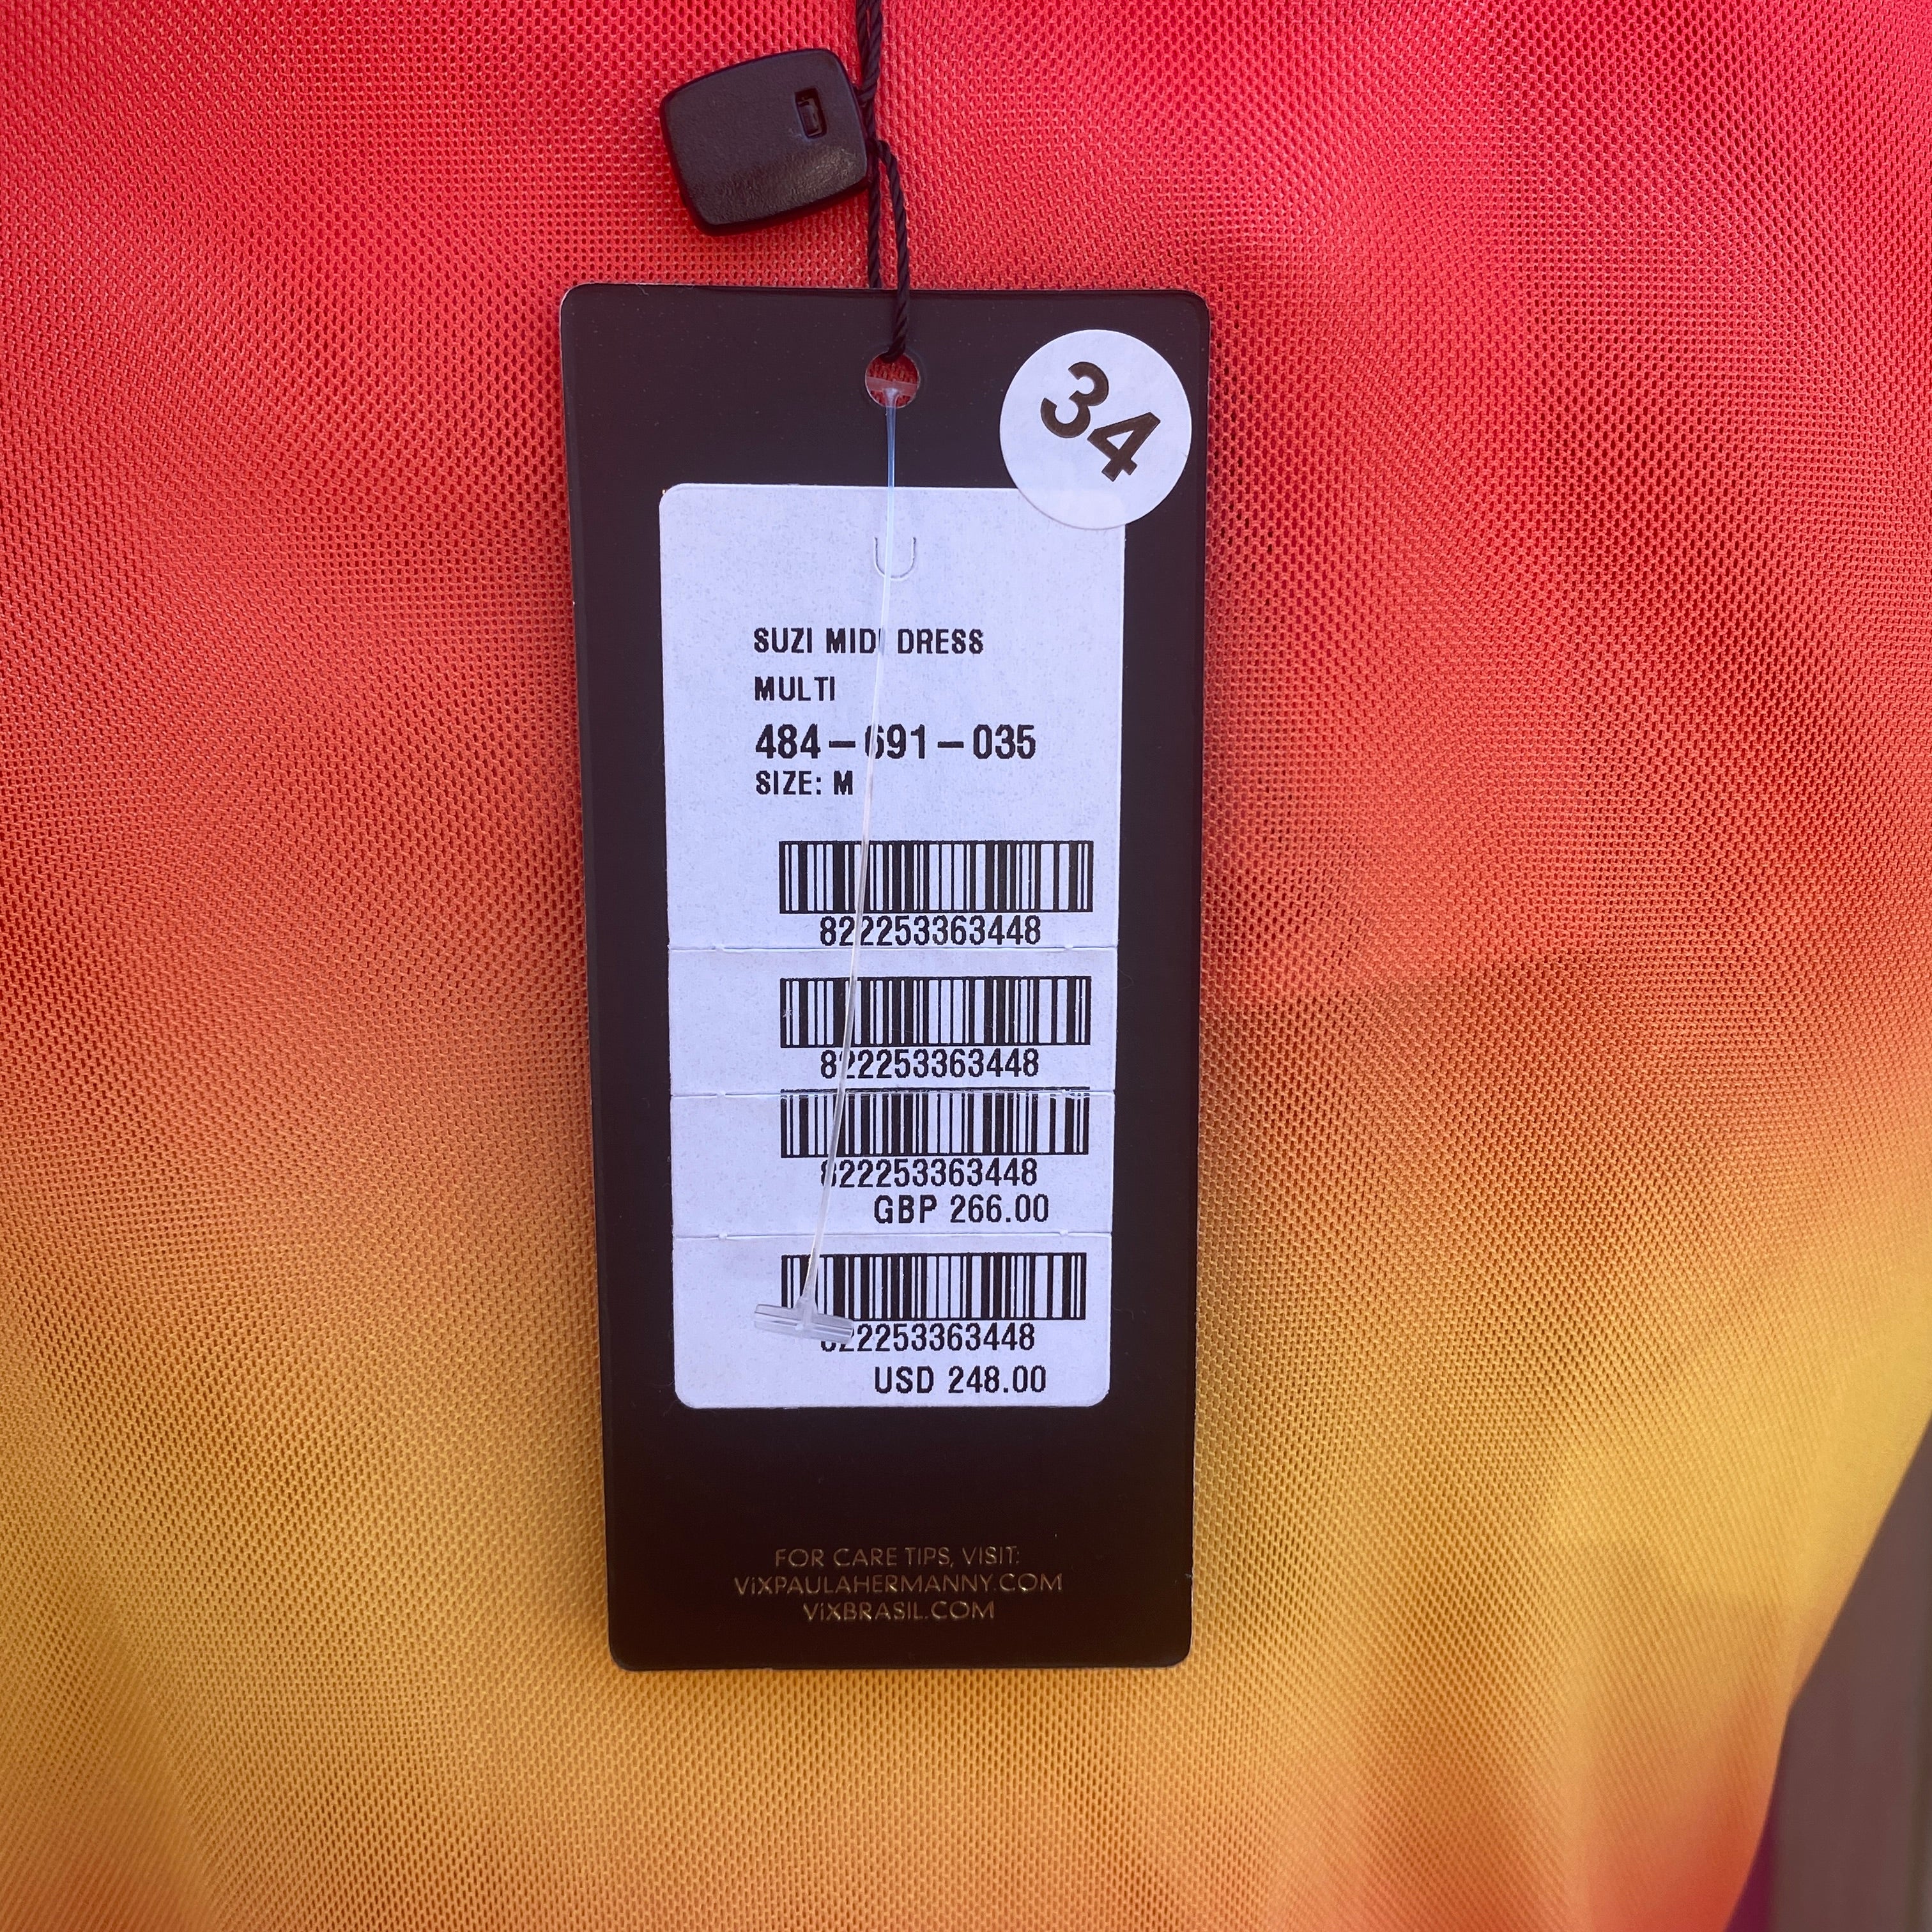 34
SUZI MIDI DRESS
MULTI
484-691-035
SIZE: M
822253363448
822253363448
822253363448
GBP 266.00
822253363448
USD 248.00
FOR CARE TIPS, VISIT:
ViXPAULAHERMANNY.COM
ViXBRASIL.COM